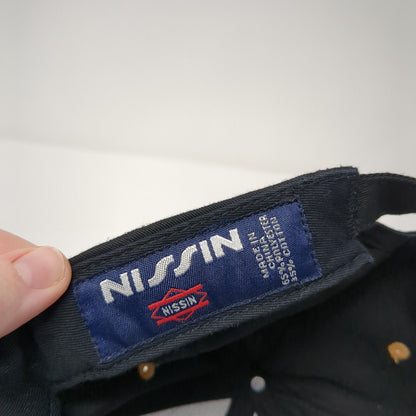 NISSIN
NISSIN
MADE IN
CHINA
65% POLYESTER
35% COTTON